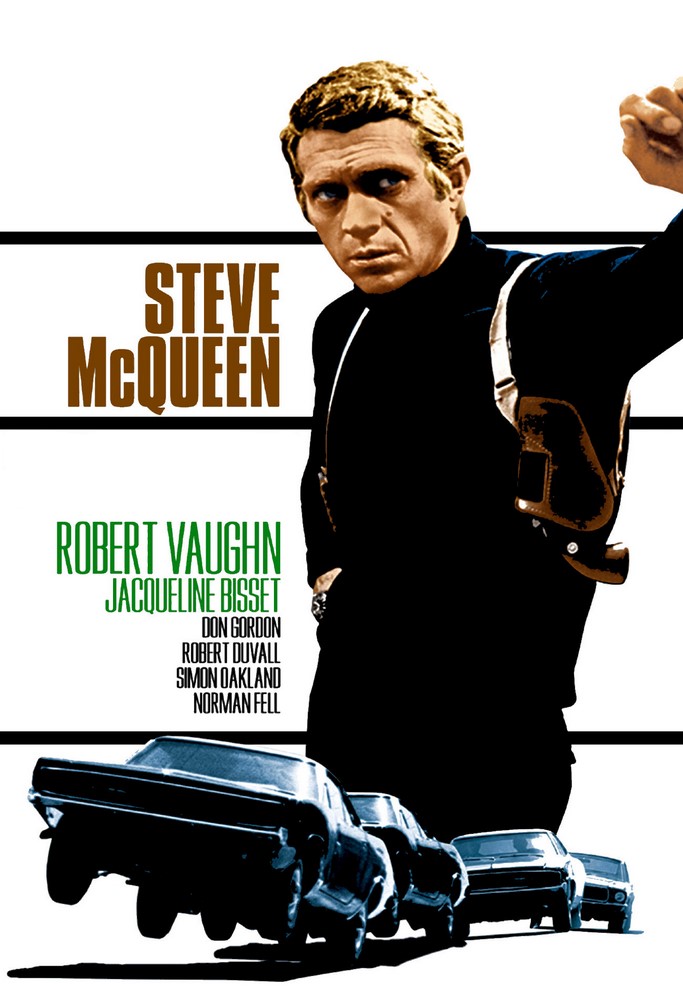 STEVE
McQUEEN
ROBERT VAUGHN
JACQUELINE BISSET
DON GORDON
ROBERT DUVALL
SIMON OAKLAND
NORMAN FELL